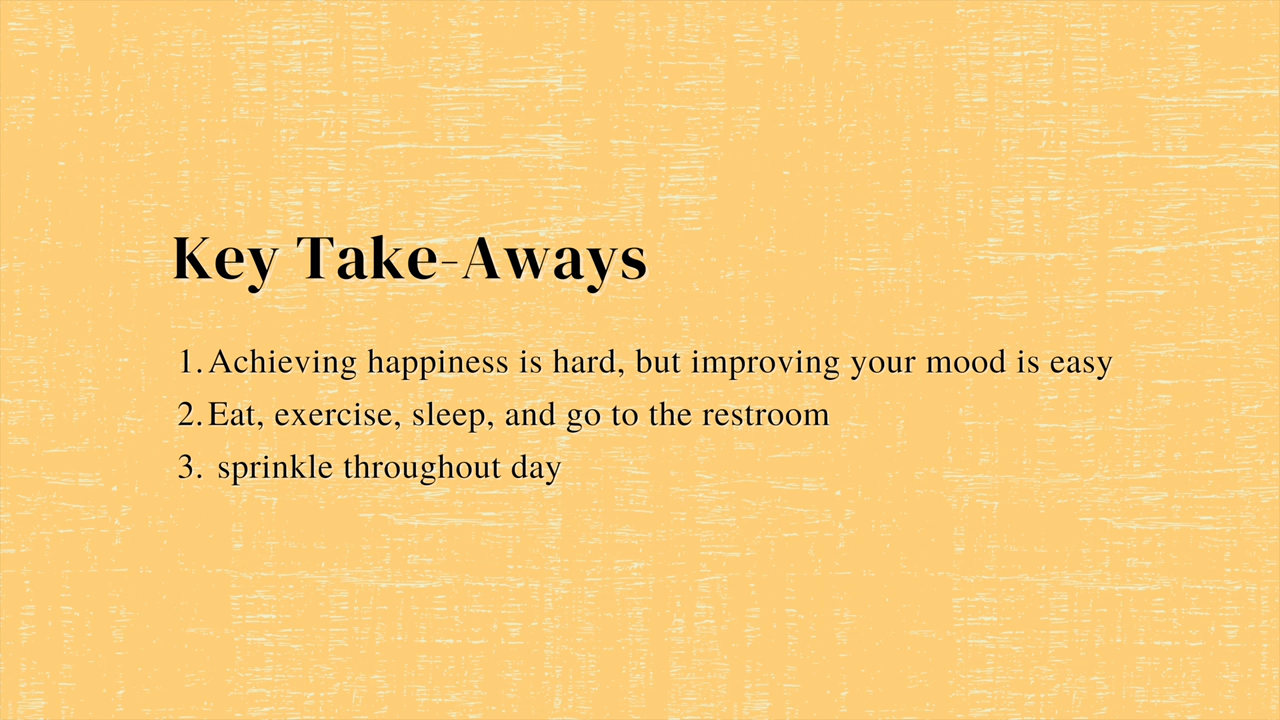 Key Take-Aways
1. Achieving happiness is hard, but improving your mood is easy
2. Eat, exercise, sleep, and go to the restroom
3. sprinkle throughout day